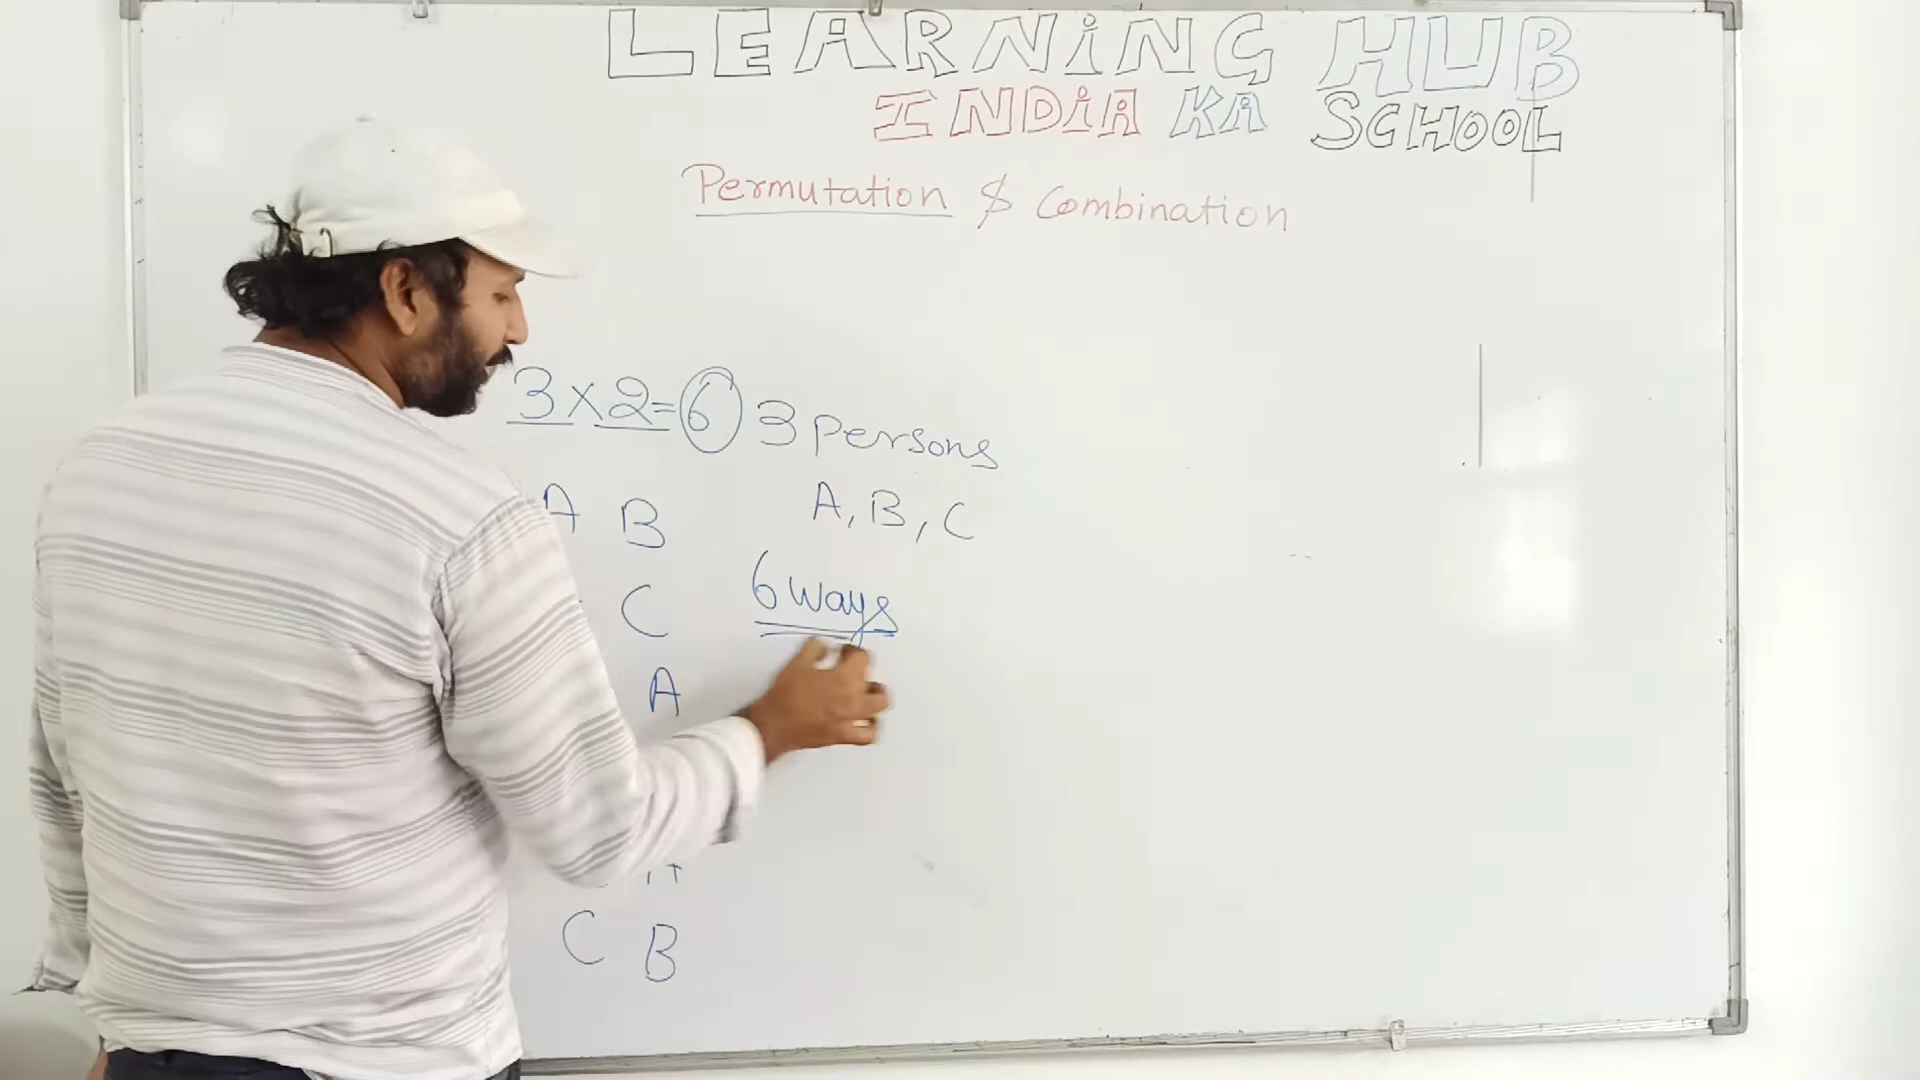 LEARNING HUB
INDIA KA SCHOOL
Permutation & Combination
3×2=6 3 persons
A B A, B, C
C 6 ways
A
C B